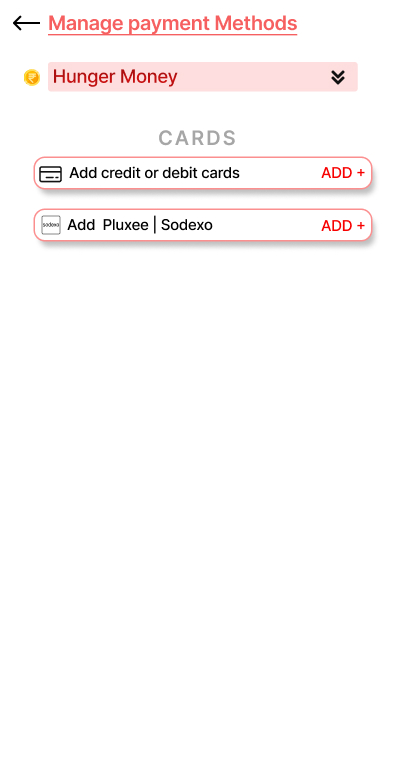 Manage payment Methods
Hunger Money
CARDS
Add credit or debit cards ADD +
sodexo Add Pluxee | Sodexo ADD +